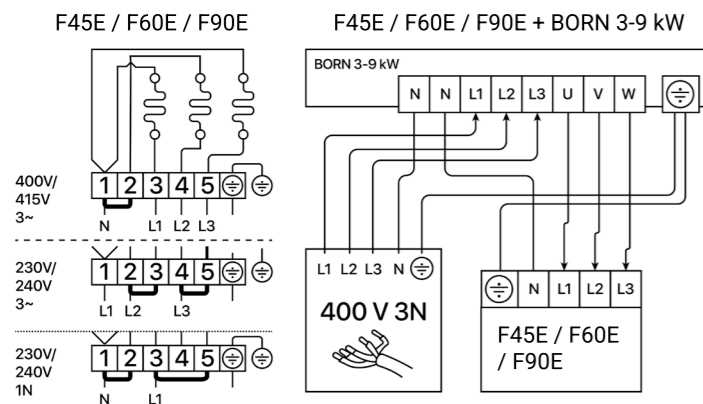 F45E / F60E / F90E
400V/
415V
3~
1 2 3 4 5
N L1 L2 L3
230V/
240V
3~
1 2 3 4 5
L1 L2 L3
230V/
240V
1N
1 2 3 4 5
N L1
F45E / F60E / F90E + BORN 3-9 kW
BORN 3-9 kW
N N L1 L2 L3 U V W
L1 L2 L3 N
400 V 3N
N L1 L2 L3
F45E / F60E
/ F90E